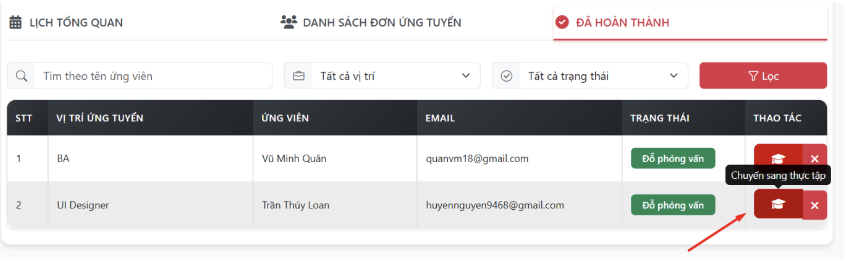 LỊCH TỔNG QUAN DANH SÁCH ĐƠN ỨNG TUYỂN ĐÃ HOÀN THÀNH
Tìm theo tên ứng viên Tất cả vị trí Tất cả trạng thái Lọc
STT VỊ TRÍ ỨNG TUYỂN ỨNG VIÊN EMAIL TRẠNG THÁI THAO TÁC
1 BA Vũ Minh Quân quanvm18@gmail.com Đỗ phỏng vấn
Chuyển sang thực tập
2 UI Designer Trần Thúy Loan huyennguyen9468@gmail.com Đỗ phỏng vấn